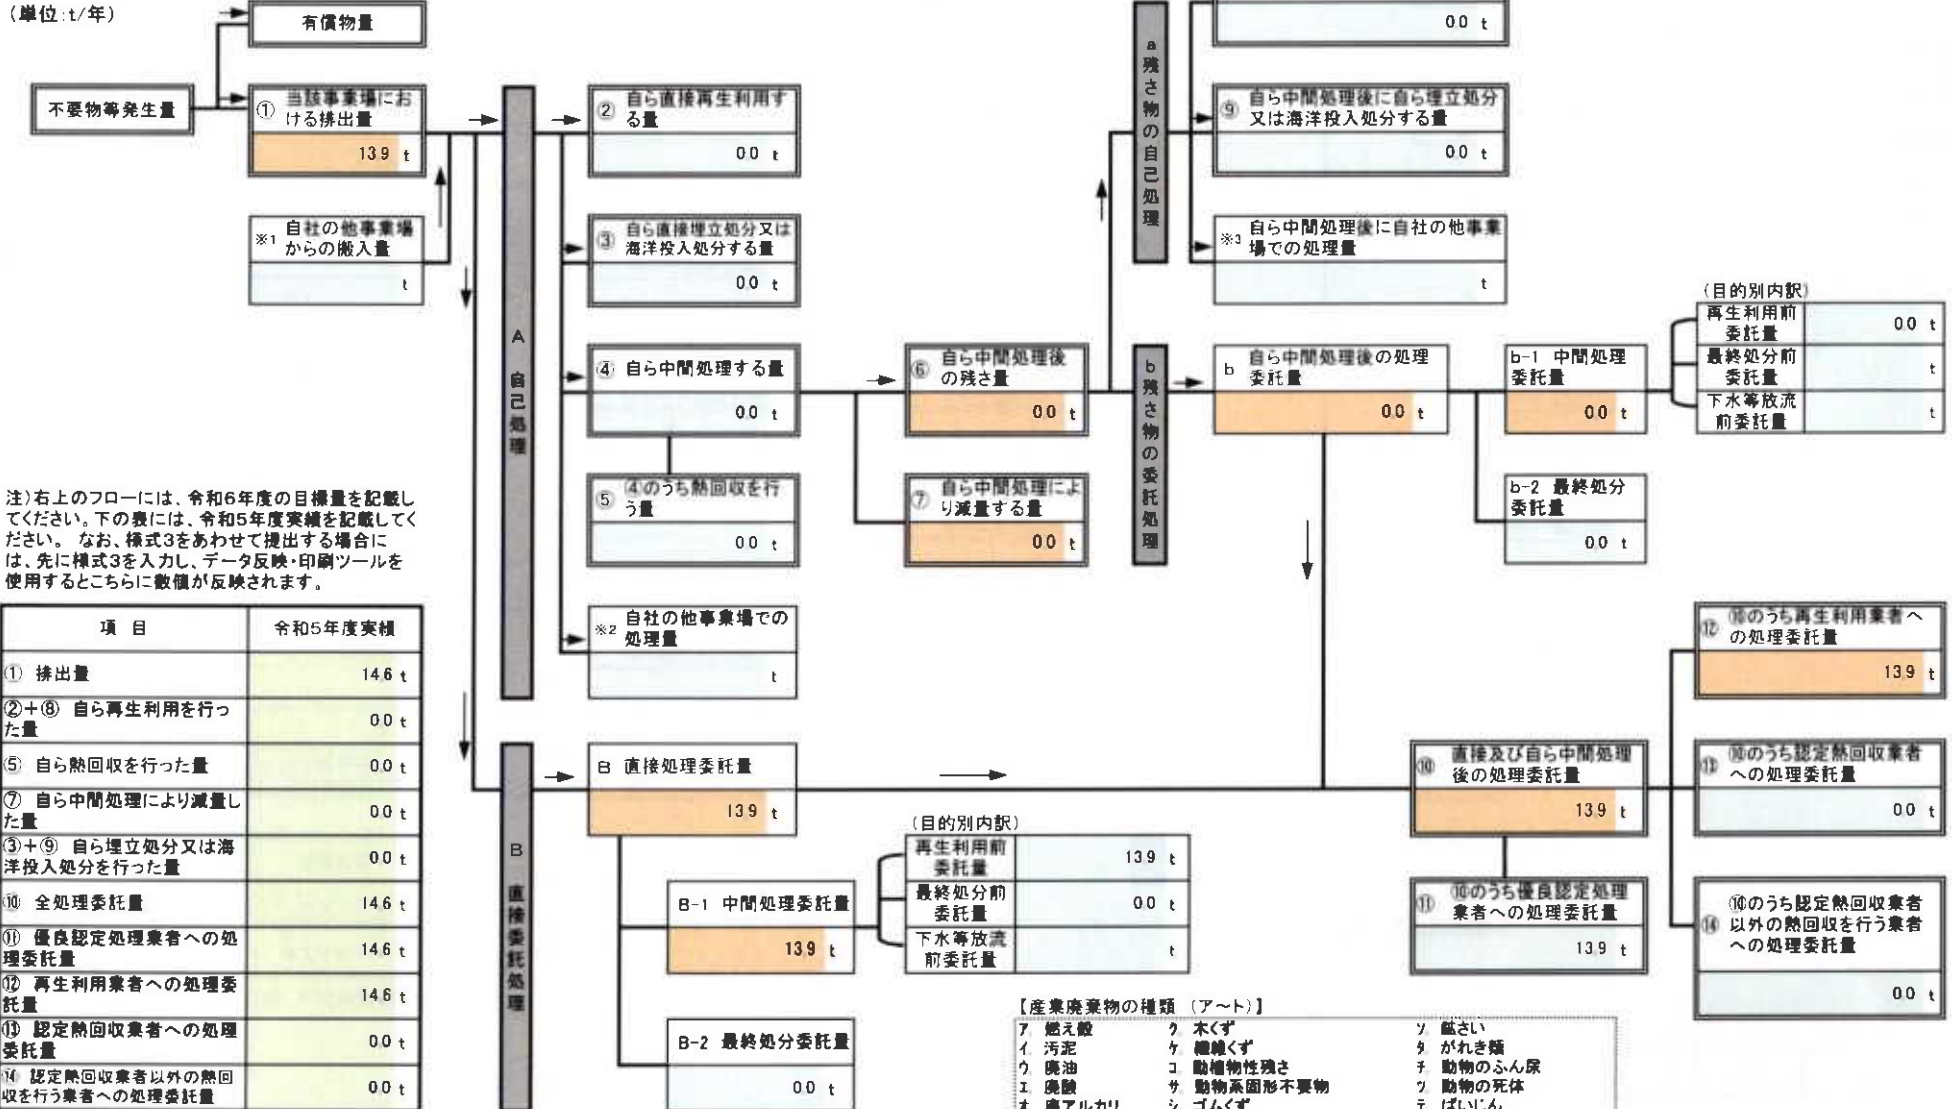 (単位:t/年)
有償物量
不要物等発生量
① 当該事業場にお
ける排出量
13.9 t
※1 自社の他事業場
からの搬入量
t
A 自己処理
② 自ら直接再生利用す
る量
0.0 t
③ 自ら直接埋立処分又は
海洋投入処分する量
0.0 t
④ 自ら中間処理する量
0.0 t
⑤ ④のうち熱回収を行
う量
0.0 t
※2 自社の他事業場での
処理量
t
⑥ 自ら中間処理後
の残さ量
0.0 t
⑦ 自ら中間処理によ
り減量する量
0.0 t
a 残さ物の自己処理
0.0 t
⑨ 自ら中間処理後に自ら埋立処分
又は海洋投入処分する量
0.0 t
※3 自ら中間処理後に自社の他事業
場での処理量
t
b 残さ物の委託処理
b 自ら中間処理後の処理
委託量
0.0 t
b-1 中間処理
委託量
0.0 t
b-2 最終処分
委託量
0.0 t
(目的別内訳)
再生利用前
委託量
0.0 t
最終処分前
委託量
t
下水等放流
前委託量
t
注)右上のフローには、令和6年度の目標量を記載し
てください。下の表には、令和5年度実績を記載してく
ださい。 なお、様式3をあわせて提出する場合に
は、先に様式3を入力し、データ反映・印刷ツールを
使用するとこちらに数値が反映されます。
項 目 令和5年度実績
① 排出量 14.6 t
②+⑧ 自ら再生利用を行っ
た量 0.0 t
⑤ 自ら熱回収を行った量 0.0 t
⑦ 自ら中間処理により減量し
た量 0.0 t
③+⑨ 自ら埋立処分又は海
洋投入処分を行った量 0.0 t
⑩ 全処理委託量 14.6 t
⑪ 優良認定処理業者への処
理委託量 14.6 t
⑫ 再生利用業者への処理委
託量 14.6 t
⑬ 認定熱回収業者への処理
委託量 0.0 t
⑭ 認定熱回収業者以外の熱回
収を行う業者への処理委託量 0.0 t
B 直接委託処理
B 直接処理委託量
13.9 t
B-1 中間処理委託量
13.9 t
B-2 最終処分委託量
0.0 t
(目的別内訳)
再生利用前
委託量
13.9 t
最終処分前
委託量
0.0 t
下水等放流
前委託量
t
⑩ 直接及び自ら中間処理
後の処理委託量
13.9 t
⑪ ⑩のうち優良認定処理
業者への処理委託量
13.9 t
⑫ ⑩のうち再生利用業者へ
の処理委託量
13.9 t
⑬ ⑩のうち認定熱回収業者
への処理委託量
0.0 t
⑭ ⑩のうち認定熱回収業者
以外の熱回収を行う業者
への処理委託量
0.0 t
【産業廃棄物の種類 (ア~ト)】
ア. 燃え殻 ク. 木くず ソ. 鉱さい
イ. 汚泥 ケ. 繊維くず タ. がれき類
ウ. 廃油 コ. 動植物性残さ チ. 動物のふん尿
エ. 廃酸 サ. 動物系固形不要物 ツ. 動物の死体
オ. 廃アルカリ シ. ゴムくず テ. ばいじん